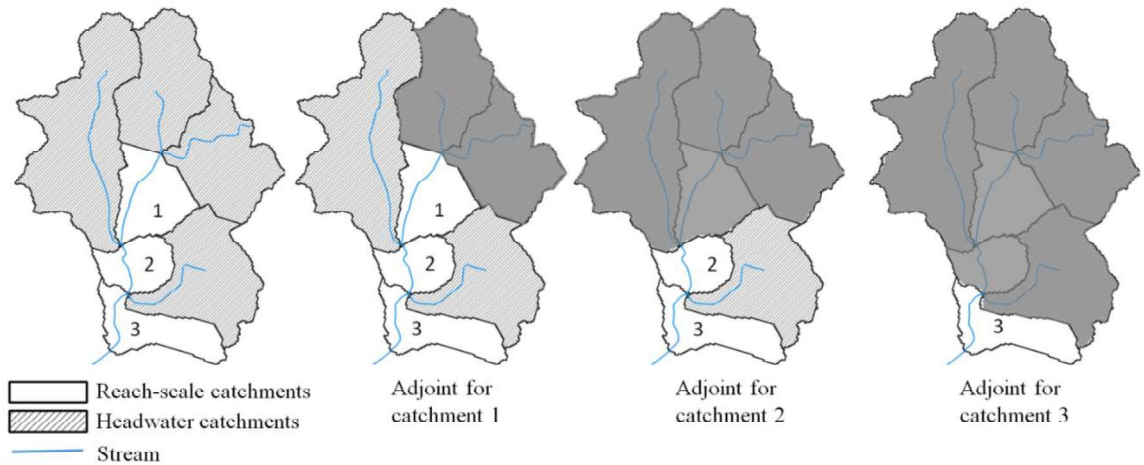 1
2
3
1
2
3
2
3
3
Reach-scale catchments
Headwater catchments
Stream
Adjoint for
catchment 1
Adjoint for
catchment 2
Adjoint for
catchment 3